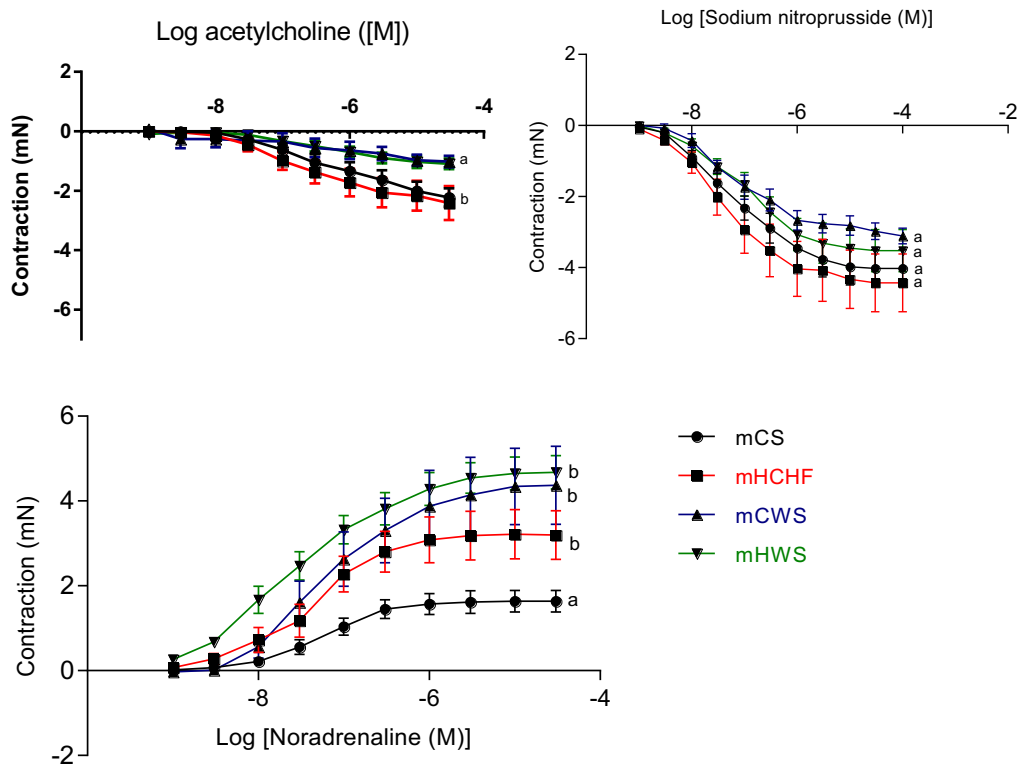 Log acetylcholine ([M])
2
-8
-6
-4
0
-2
-4
-6
Contraction (mN)
a
b
Log [Sodium nitroprusside (M)]
2
-8
-6
-4
-2
0
-2
-4
-6
Contraction (mN)
a
a
a
a
6
4
2
0
-2
Contraction (mN)
b
b
b
a
-8
-6
-4
Log [Noradrenaline (M)]
mCS
mHCHF
mCWS
mHWS